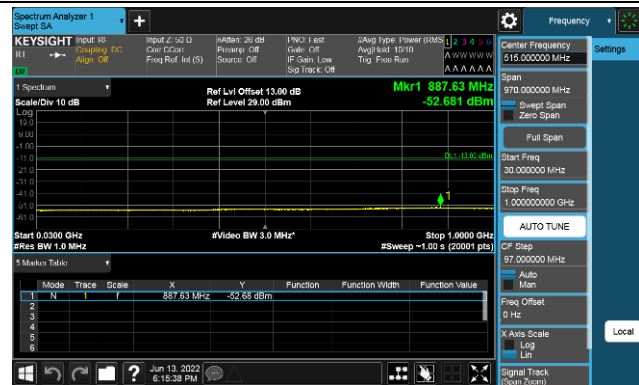 Spectrum Analyzer 1
Swept SA
Frequency
KEYSIGHT
Input: RF
Coupling: DC
Align: Off
Input Z: 50 Ω
Corr CCorr
Freq Ref: Int (S)
#Atten: 26 dB
Preamp: Off
Source: Off
PNO: Fast
Gate: Off
IF Gain: Low
Sig Track: Off
#Avg Type: Power (RMS
Avg|Hold: 10/10
Trig: Free Run
1 2 3 4 5 6
A W W W W W
A A A A A A
1 Spectrum
Scale/Div 10 dB
Log
Ref Lvl Offset 13.00 dB
Ref Level 29.00 dBm
Mkr1 887.63 MHz
-52.681 dBm
19.0
9.00
-1.00
-11.0
-21.0
-31.0
-41.0
-51.0
-61.0
DL1 -13.00 dBm
1
Start 0.0300 GHz
#Res BW 1.0 MHz
#Video BW 3.0 MHz*
Stop 1.0000 GHz
#Sweep ~1.00 s (20001 pts)
5 Marker Table
Mode Trace Scale X Y Function Function Width Function Value
1 N 1 f 887.63 MHz -52.68 dBm
2
3
4
5
6
Jun 13, 2022
6:15:38 PM
Center Frequency
515.000000 MHz
Span
970.000000 MHz
Swept Span
Zero Span
Full Span
Start Freq
30.000000 MHz
Stop Freq
1.000000000 GHz
AUTO TUNE
CF Step
97.000000 MHz
Auto
Man
Freq Offset
0 Hz
X Axis Scale
Log
Lin
Signal Track
(Span Zoom)
Settings
Local